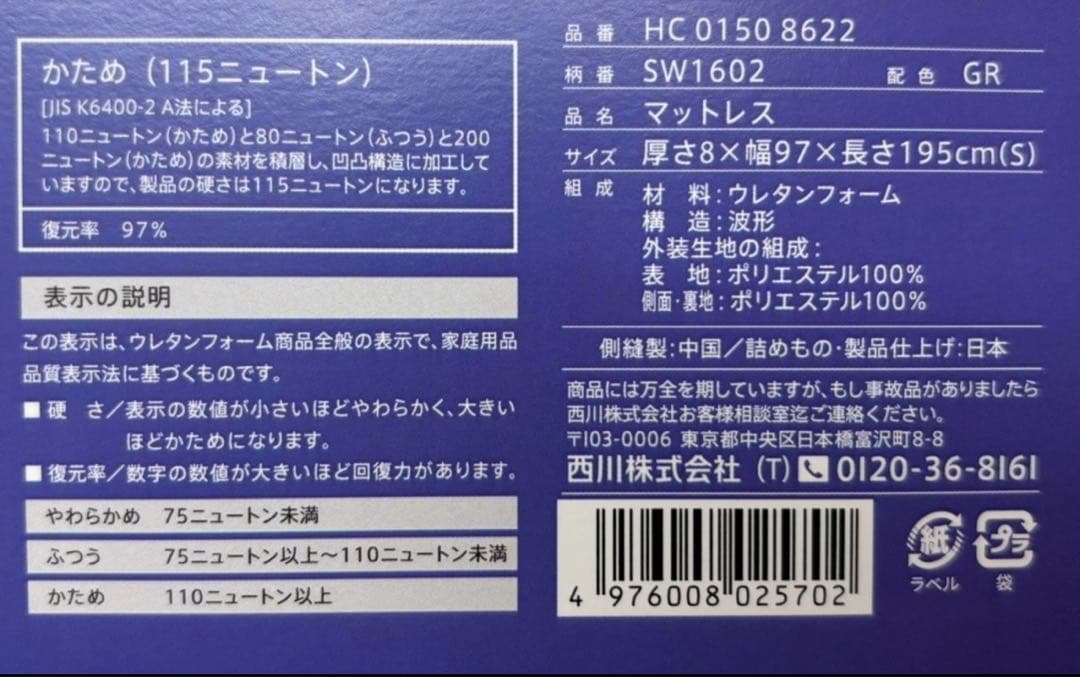 かため（115ニュートン）
[JIS K6400-2 A法による]
110ニュートン（かため）と80ニュートン（ふつう）と200
ニュートン（かため）の素材を積層し、凹凸構造に加工して
いますので、製品の硬さは115ニュートンになります。
復元率　97%
表示の説明
この表示は、ウレタンフォーム商品全般の表示で、家庭用品
品質表示法に基づくものです。
■硬　さ／表示の数値が小さいほどやわらかく、大きい
ほどかためになります。
■復元率／数字の数値が大きいほど回復力があります。
やわらかめ　75ニュートン未満
ふつう　75ニュートン以上〜110ニュートン未満
かため　110ニュートン以上
品番　HC 0150 8622
柄番　SW1602　配色　GR
品名　マットレス
サイズ　厚さ8×幅97×長さ195cm(S)
組成　材　料：ウレタンフォーム
構　造：波形
外装生地の組成：
表　地：ポリエステル100%
側面・裏地：ポリエステル100%
側縫製：中国／詰めもの・製品仕上げ：日本
商品には万全を期していますが、もし事故品がありましたら
西川株式会社お客様相談室迄ご連絡ください。
〒103-0006 東京都中央区日本橋富沢町8-8
西川株式会社（T）0120-36-8161
4 976008 025702
紙
ラベル
プラ
袋